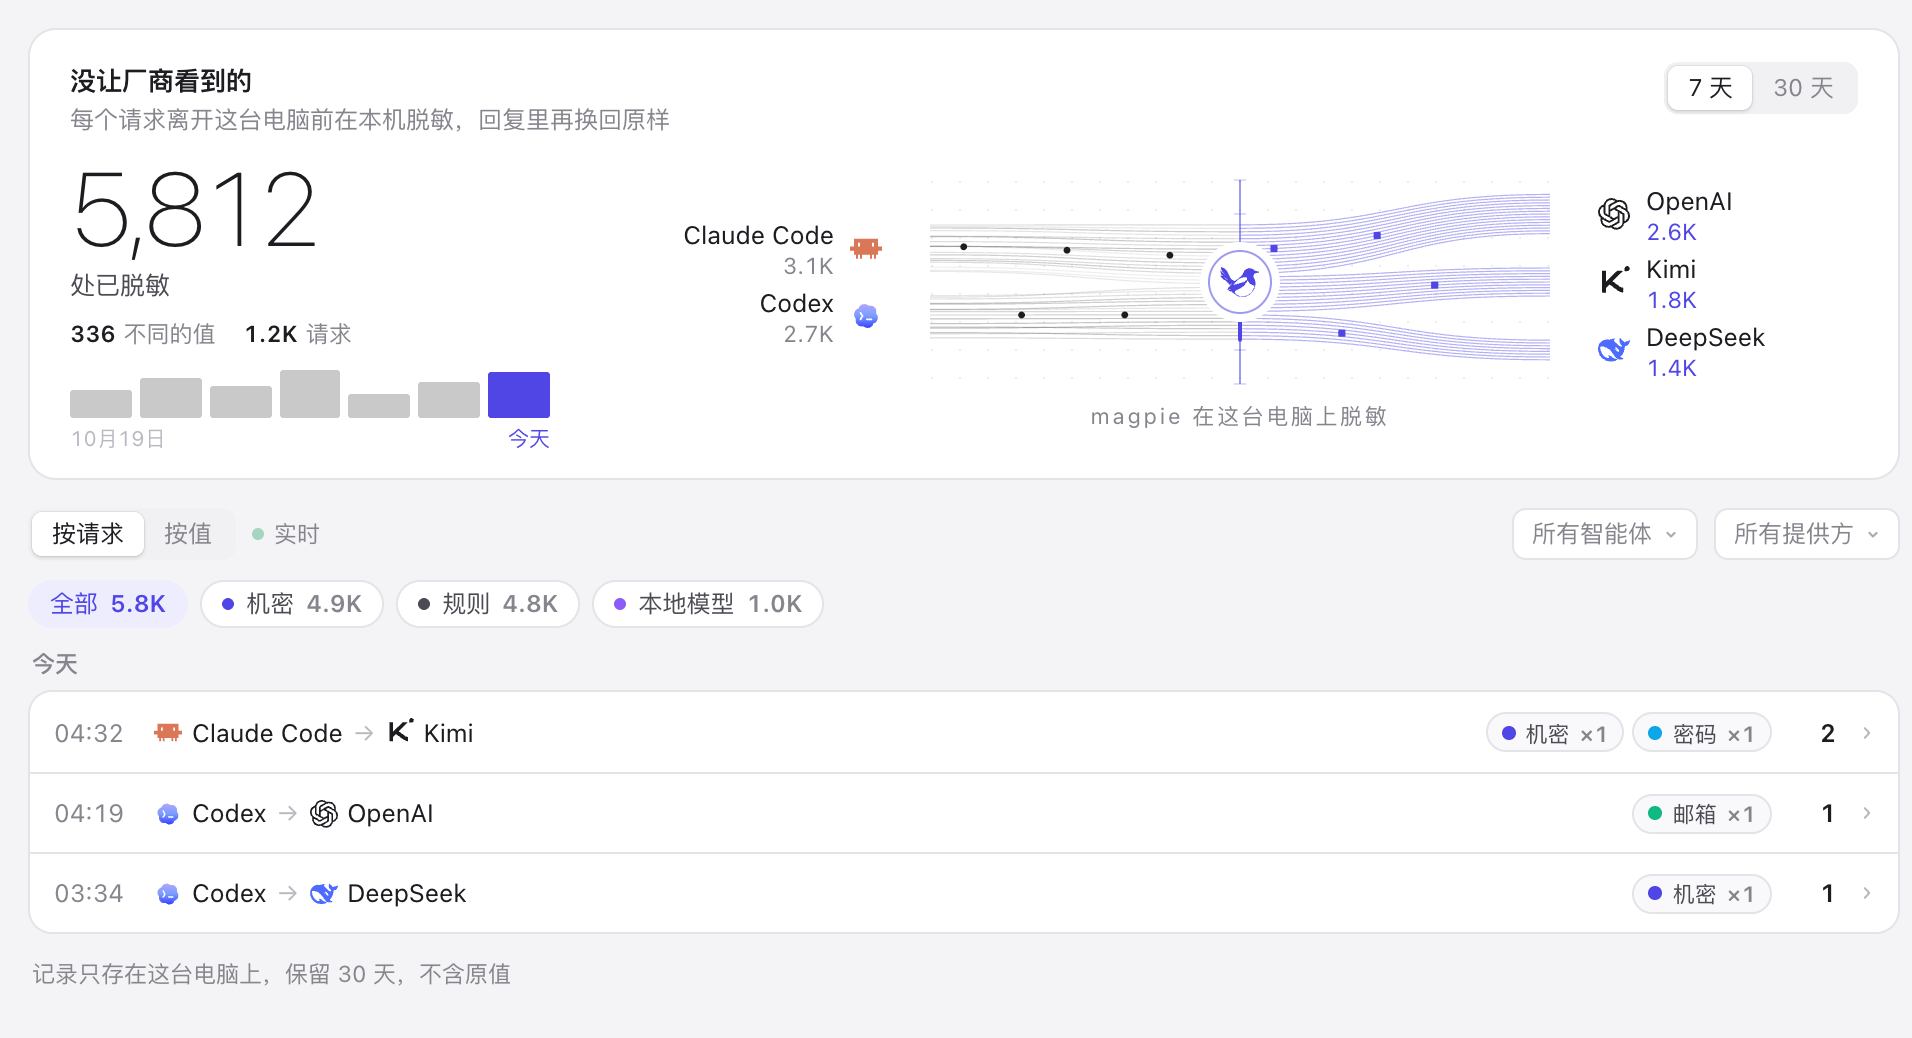 没让厂商看到的
每个请求离开这台电脑前在本机脱敏，回复里再换回原样
7 天 30 天
5,812
处已脱敏
336 不同的值 1.2K 请求
10月19日 今天
Claude Code
3.1K
Codex
2.7K
OpenAI
2.6K
Kimi
1.8K
DeepSeek
1.4K
magpie 在这台电脑上脱敏
按请求 按值 实时 所有智能体 所有提供方
全部 5.8K 机密 4.9K 规则 4.8K 本地模型 1.0K
今天
04:32 Claude Code → Kimi 机密 ×1 密码 ×1 2
04:19 Codex → OpenAI 邮箱 ×1 1
03:34 Codex → DeepSeek 机密 ×1 1
记录只存在这台电脑上，保留 30 天，不含原值